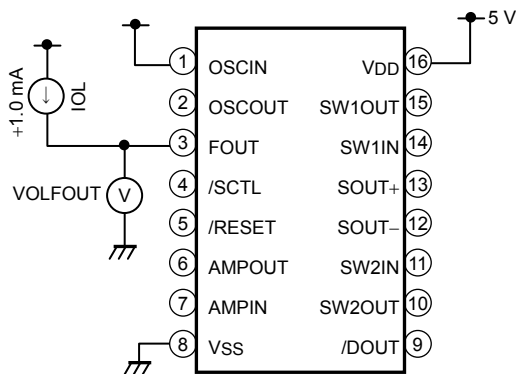 5 V
1 OSCIN VDD 16
+1.0 mA
IOL
2 OSCOUT SW1OUT 15
3 FOUT SW1IN 14
VOLFOUT V
4 /SCTL SOUT+ 13
5 /RESET SOUT− 12
6 AMPOUT SW2IN 11
7 AMPIN SW2OUT 10
8 VSS /DOUT 9